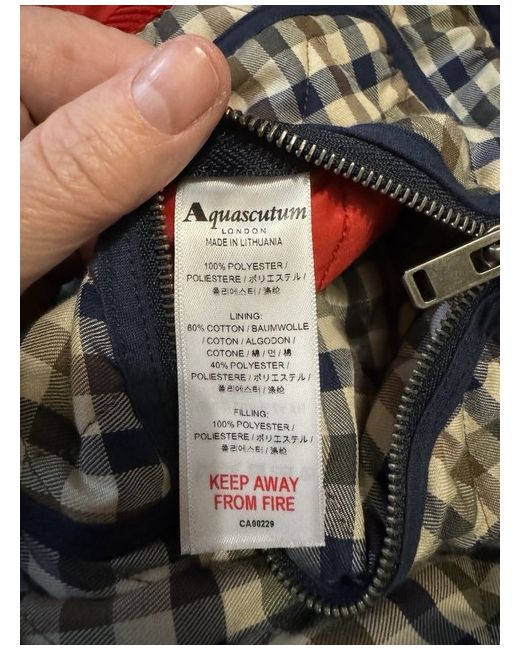 Aquascutum
LONDON
MADE IN LITHUANIA
100% POLYESTER /
POLIESTERE / ポリエステル /
폴리에스터 / 涤纶
LINING:
60% COTTON / BAUMWOLLE
/ COTON / ALGODON /
COTONE / 綿 / 면 / 棉
40% POLYESTER /
POLIESTERE / ポリエステル /
폴리에스터 / 涤纶
FILLING:
100% POLYESTER /
POLIESTERE / ポリエステル /
폴리에스터 / 涤纶
KEEP AWAY
FROM FIRE
CA00229